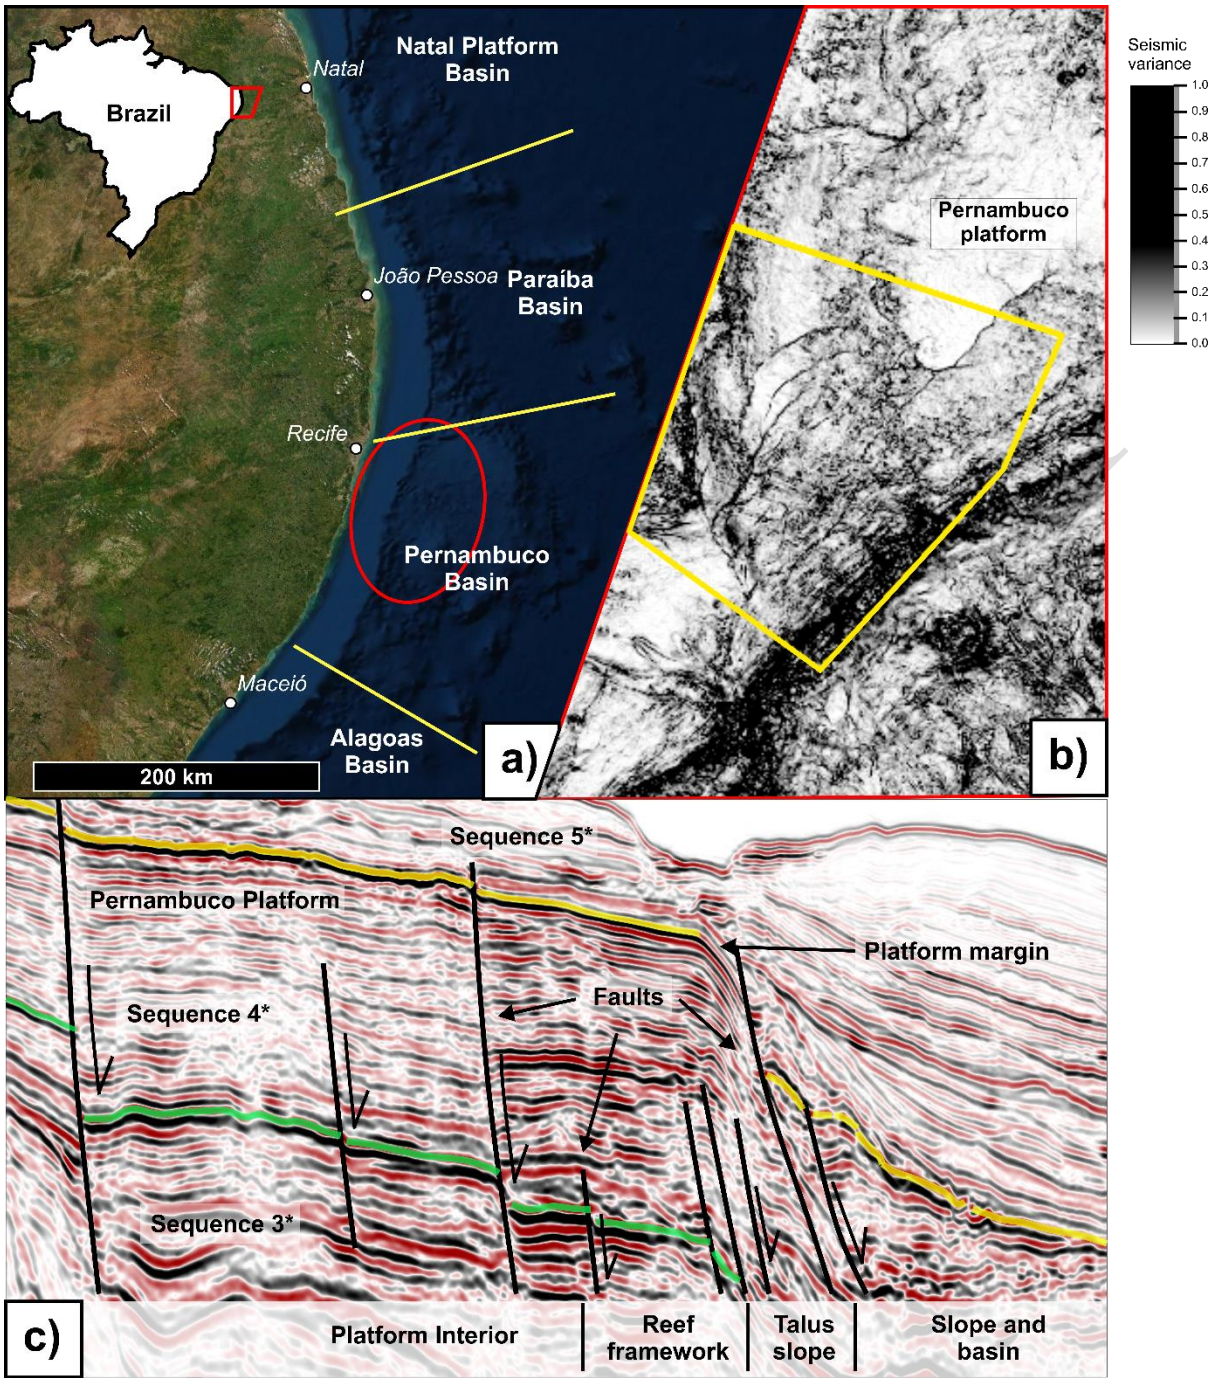 Natal Platform
Basin
Natal
Brazil
João Pessoa
Paraíba
Basin
Recife
Pernambuco
Basin
Maceió
Alagoas
Basin
200 km
a)
Pernambuco
platform
b)
Seismic
variance
1.0
0.9
0.8
0.7
0.6
0.5
0.4
0.3
0.2
0.1
0.0
Sequence 5*
Pernambuco Platform
Platform margin
Faults
Sequence 4*
Sequence 3*
c)
Platform Interior
Reef
framework
Talus
slope
Slope and
basin